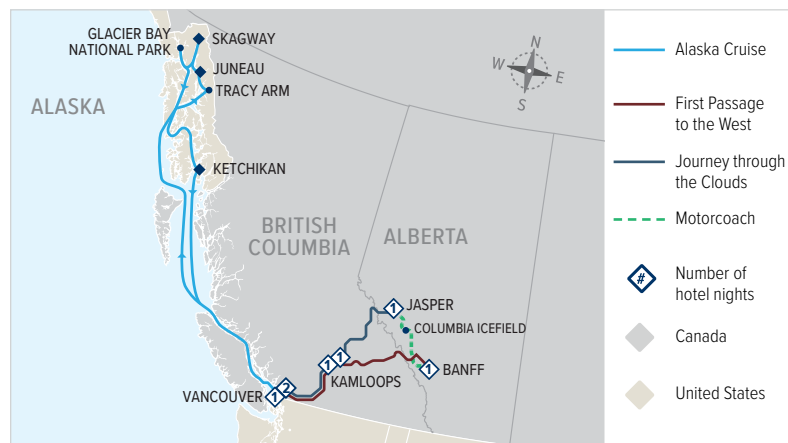 GLACIER BAY
NATIONAL PARK
SKAGWAY
JUNEAU
TRACY ARM
ALASKA
KETCHIKAN
BRITISH
COLUMBIA
ALBERTA
JASPER
COLUMBIA ICEFIELD
BANFF
KAMLOOPS
VANCOUVER
1
1
1
1
2
1
N
W
E
S
Alaska Cruise
First Passage
to the West
Journey through
the Clouds
Motorcoach
#
Number of
hotel nights
Canada
United States